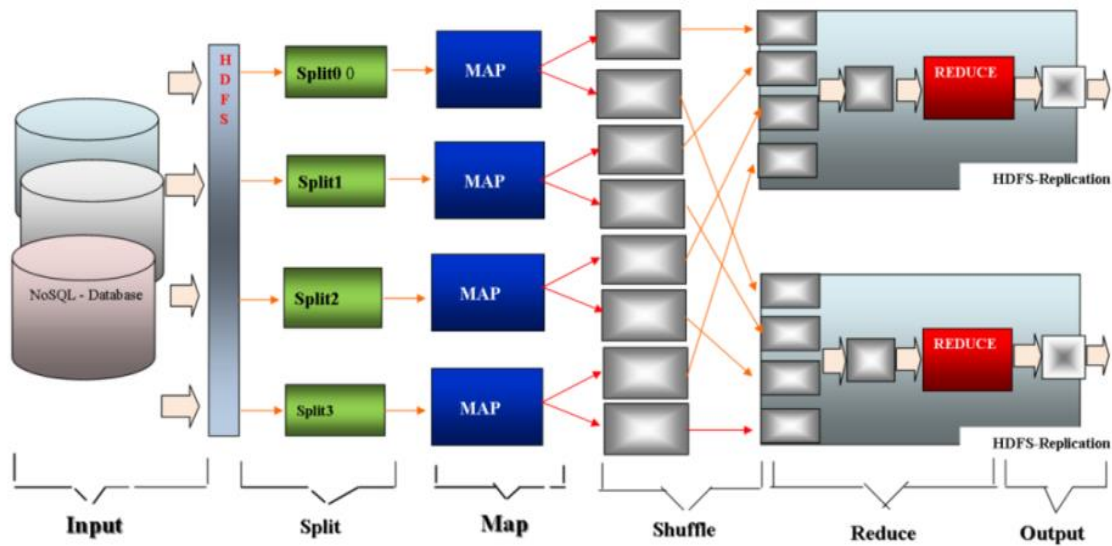 HDFS
Split0 0
MAP
REDUCE
Split1
MAP
HDFS-Replication
NoSQL - Database
Split2
MAP
REDUCE
Split3
MAP
HDFS-Replication
Input
Split
Map
Shuffle
Reduce
Output